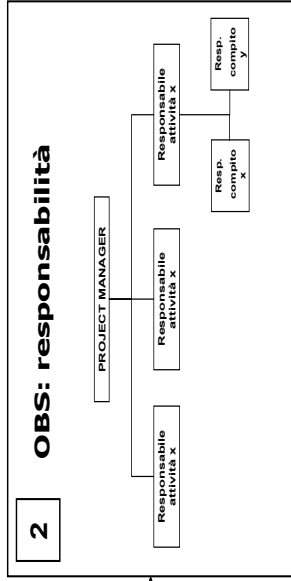 2
OBS: responsabilità
PROJECT MANAGER
Responsabile
attività x
Responsabile
attività x
Responsabile
attività x
Resp.
compito
x
Resp.
compito
y